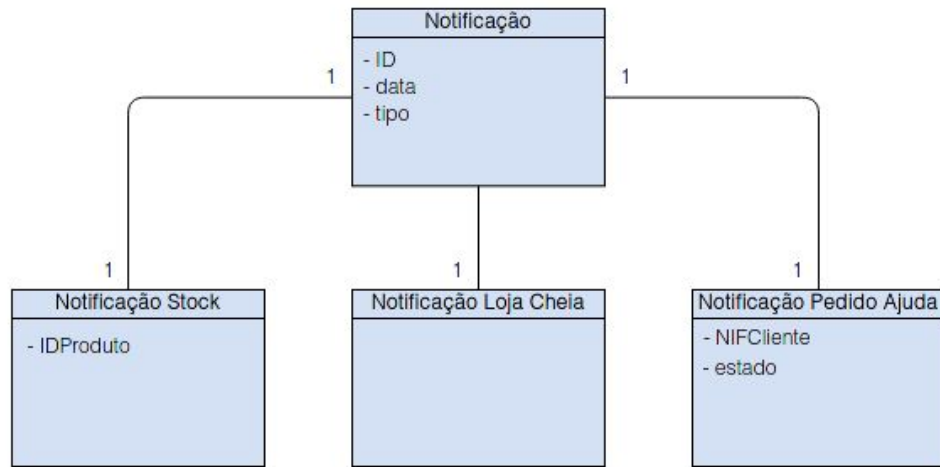 Notificação
- ID
- data
- tipo
1
1
1
1
1
Notificação Stock
- IDProduto
Notificação Loja Cheia
Notificação Pedido Ajuda
- NIFCliente
- estado